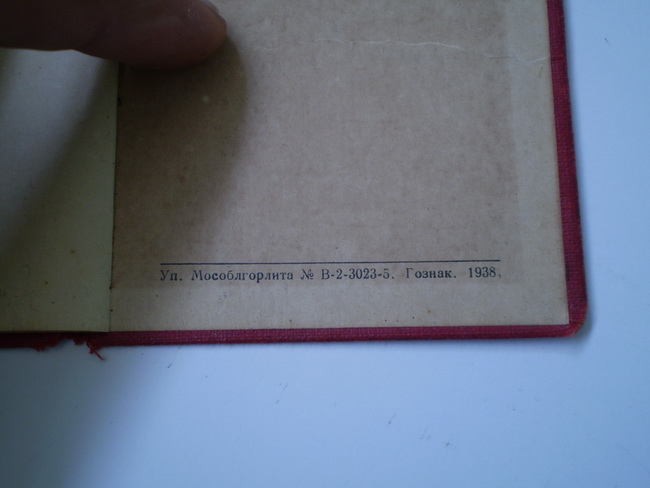 Уп. Мособлгорлита № В-2-3023-5. Гознак. 1938.